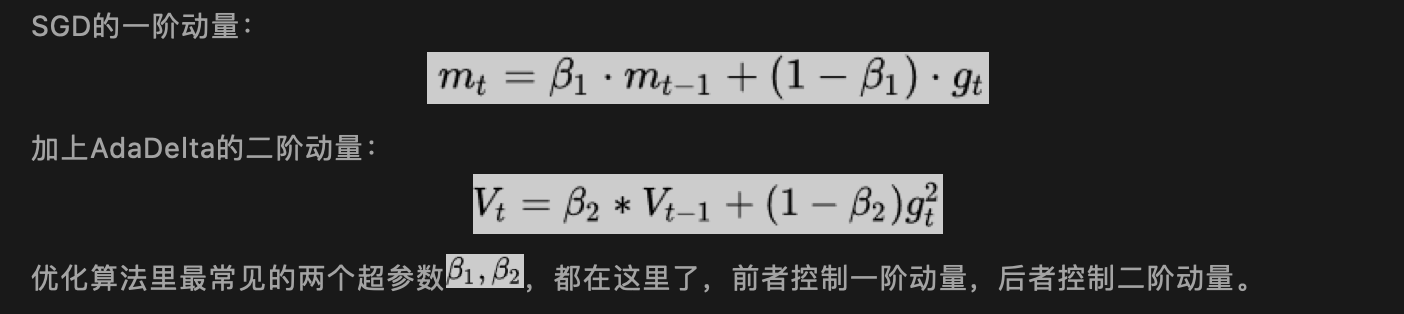 SGD的一阶动量：
m_t = β_1 · m_{t−1} + (1 − β_1) · g_t
加上AdaDelta的二阶动量：
V_t = β_2 * V_{t−1} + (1 − β_2)g_t^2
优化算法里最常见的两个超参数β_1, β_2，都在这里了，前者控制一阶动量，后者控制二阶动量。